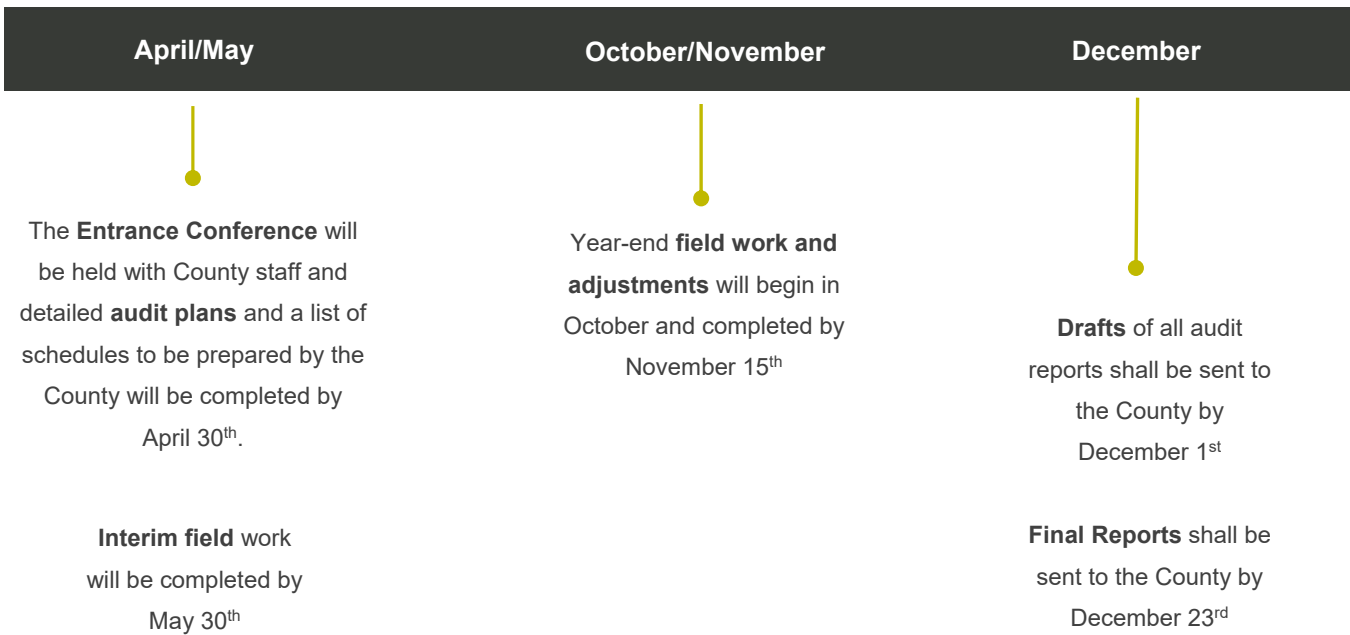 April/May
The Entrance Conference will
be held with County staff and
detailed audit plans and a list of
schedules to be prepared by the
County will be completed by
April 30th.
Interim field work
will be completed by
May 30th
October/November
Year-end field work and
adjustments will begin in
October and completed by
November 15th
December
Drafts of all audit
reports shall be sent to
the County by
December 1st
Final Reports shall be
sent to the County by
December 23rd